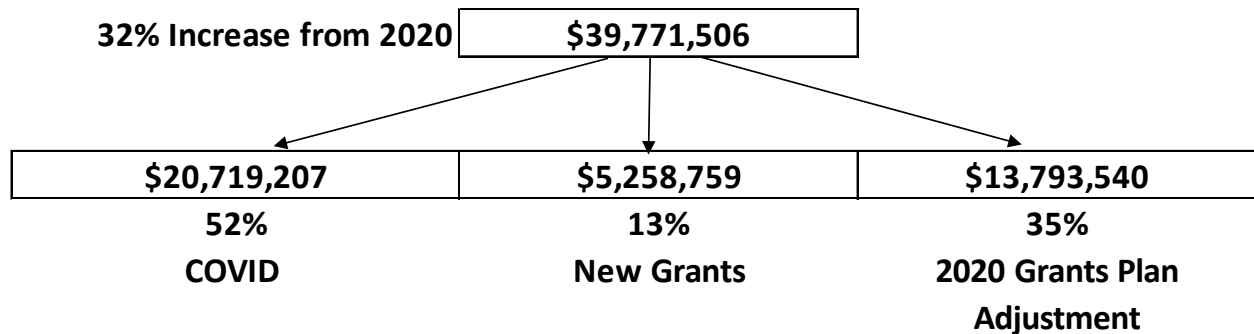 32% Increase from 2020 $39,771,506
$20,719,207 $5,258,759 $13,793,540
52% 13% 35%
COVID New Grants 2020 Grants Plan
Adjustment